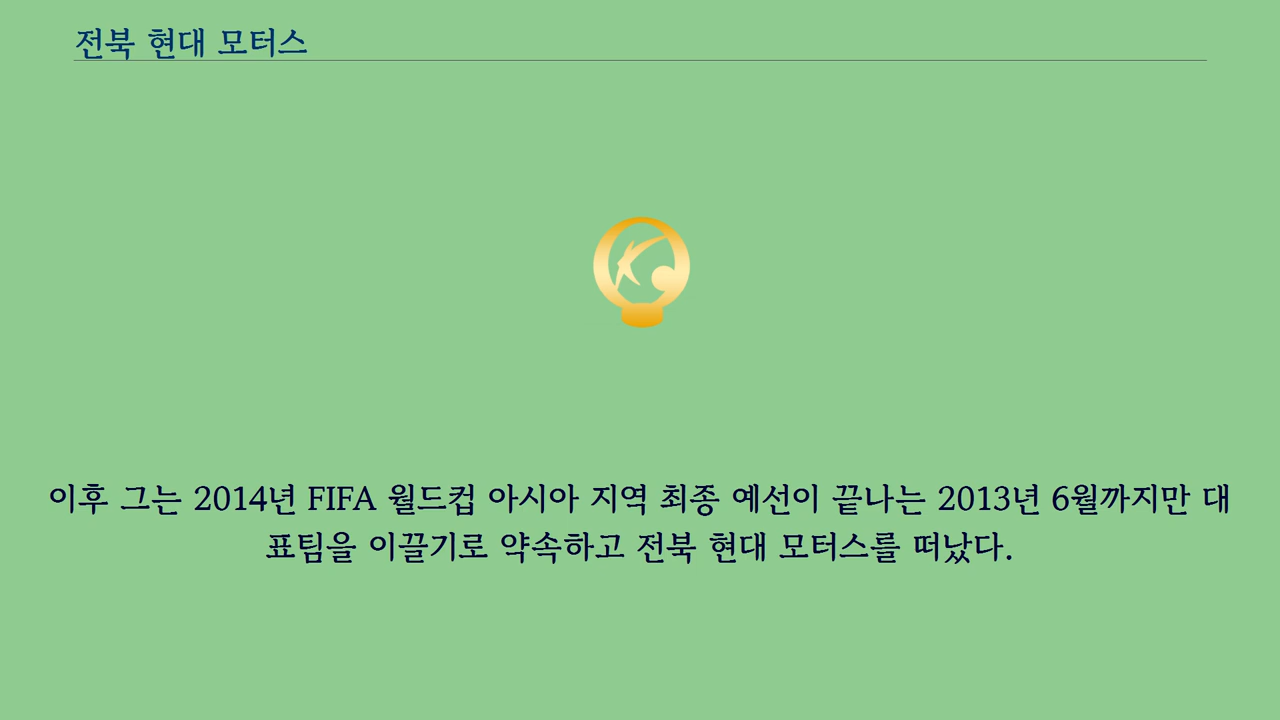 전북 현대 모터스
이후 그는 2014년 FIFA 월드컵 아시아 지역 최종 예선이 끝나는 2013년 6월까지만 대
표팀을 이끌기로 약속하고 전북 현대 모터스를 떠났다.